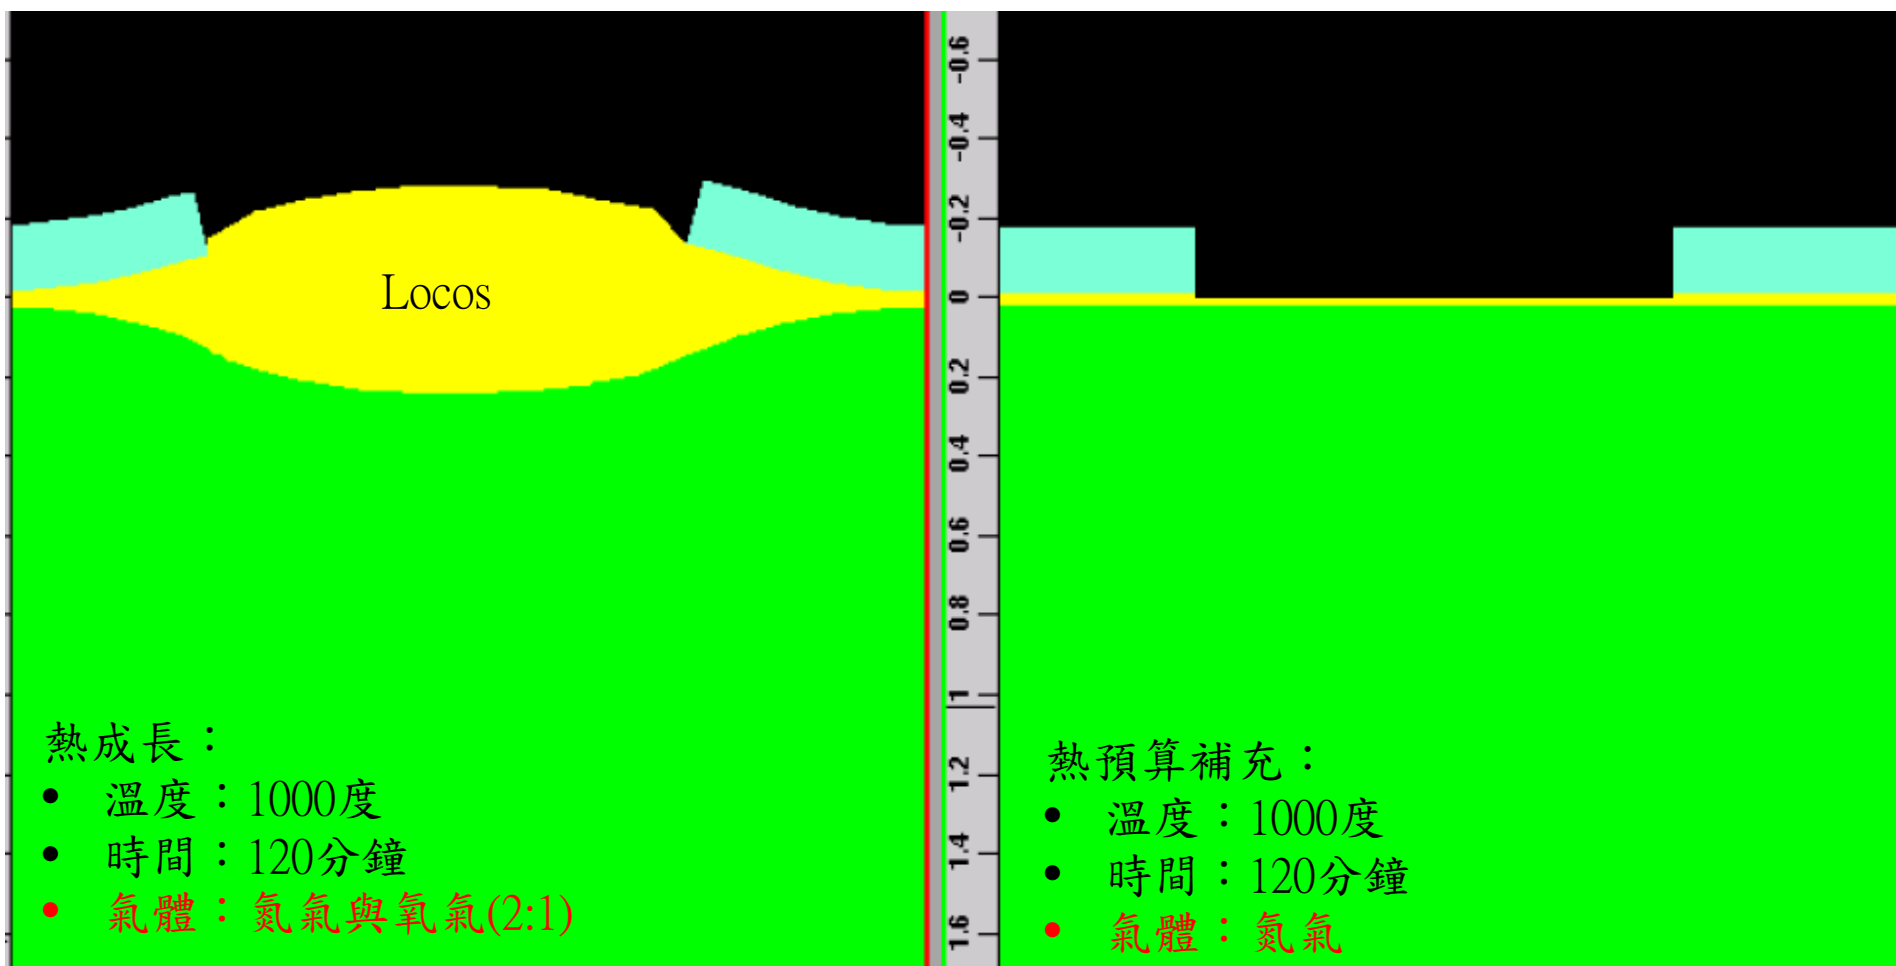 Locos
熱成長：
• 溫度：1000度
• 時間：120分鐘
• 氣體：氮氣與氧氣(2:1)
-0.6
-0.4
-0.2
0
0.2
0.4
0.6
0.8
1
1.2
1.4
1.6
熱預算補充：
• 溫度：1000度
• 時間：120分鐘
• 氣體：氮氣